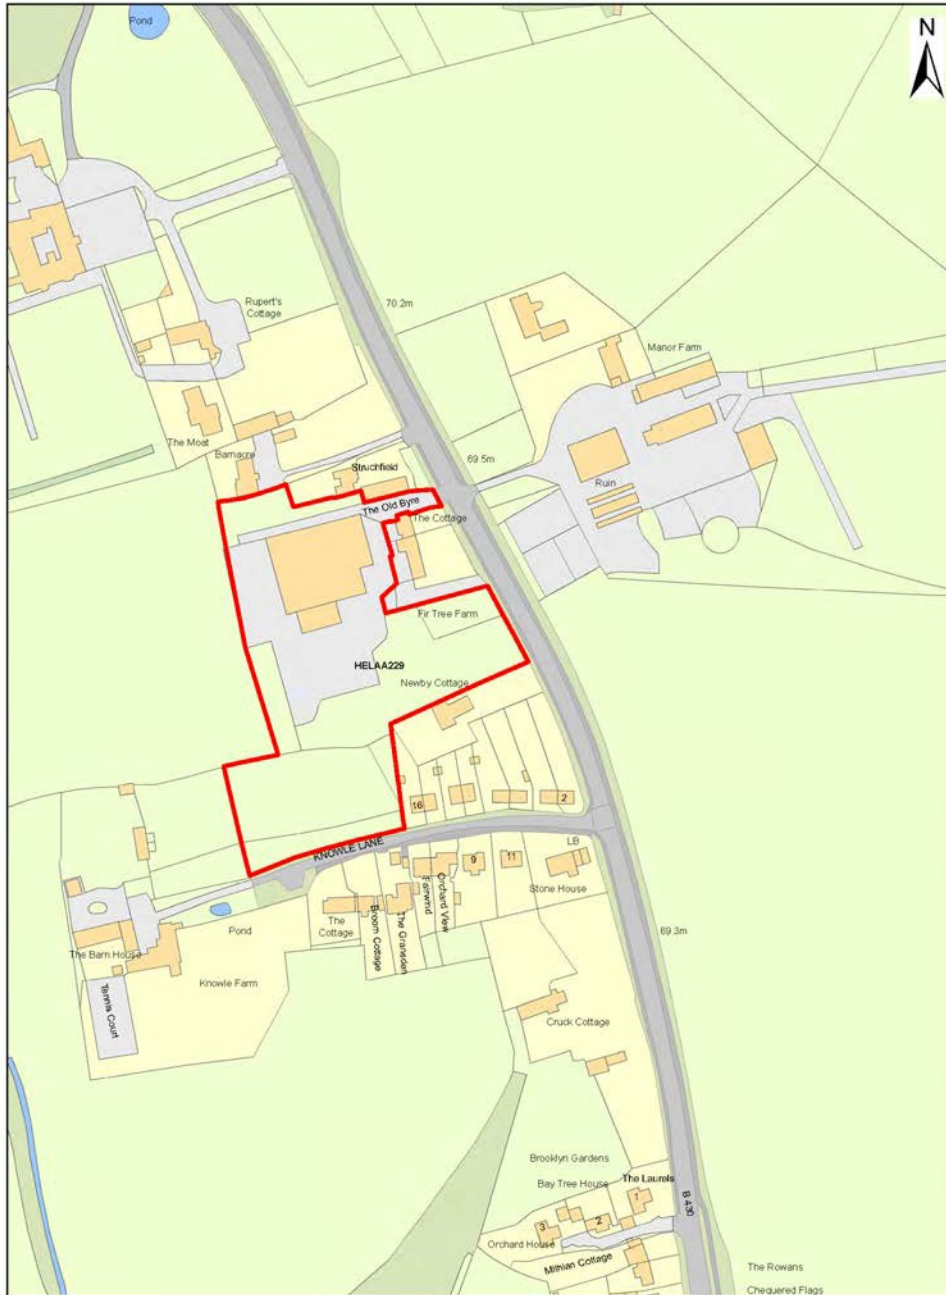 Pond
N
Rupert's
Cottage
70.2m
Manor Farm
The Moat
Barnacre
Struchfield
69.5m
Ruin
The Old Byre
The Cottage
Fir Tree Farm
HELAA229
Newby Cottage
16
2
KNOWLE LANE
LB
9
11
Stone House
Fairwind
Orchard View
The Cottage
Broom Cottage
The Gransden
Pond
69.3m
The Barn House
Knowle Farm
Tennis Court
Cruck Cottage
Brooklyn Gardens
Bay Tree House
The Laurels
1
2
3
B 430
Orchard House
Mithian Cottage
The Rowans
Chequered Flags